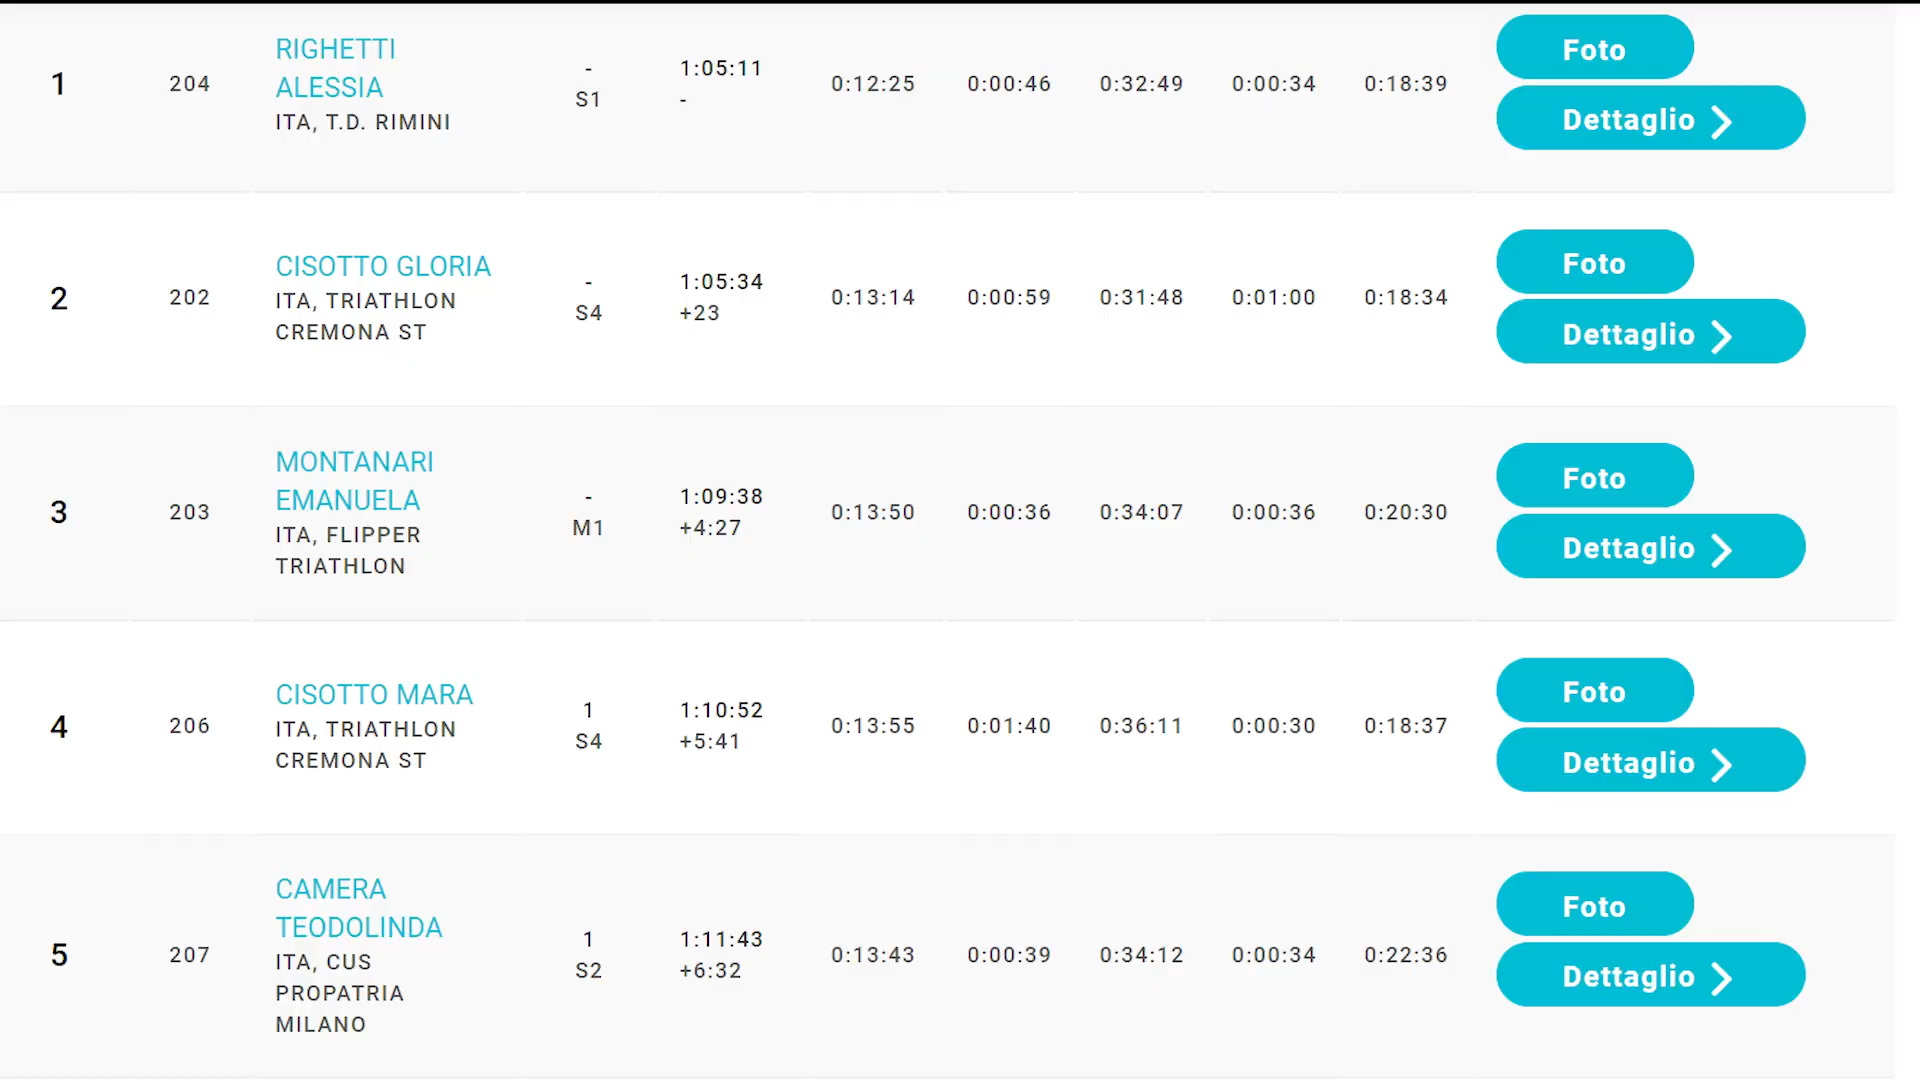 1
204
RIGHETTI
ALESSIA
ITA, T.D. RIMINI
-
S1
1:05:11
-
0:12:25
0:00:46
0:32:49
0:00:34
0:18:39
Foto
Dettaglio
2
202
CISOTTO GLORIA
ITA, TRIATHLON
CREMONA ST
-
S4
1:05:34
+23
0:13:14
0:00:59
0:31:48
0:01:00
0:18:34
Foto
Dettaglio
3
203
MONTANARI
EMANUELA
ITA, FLIPPER
TRIATHLON
-
M1
1:09:38
+4:27
0:13:50
0:00:36
0:34:07
0:00:36
0:20:30
Foto
Dettaglio
4
206
CISOTTO MARA
ITA, TRIATHLON
CREMONA ST
1
S4
1:10:52
+5:41
0:13:55
0:01:40
0:36:11
0:00:30
0:18:37
Foto
Dettaglio
5
207
CAMERA
TEODOLINDA
ITA, CUS
PROPATRIA
MILANO
1
S2
1:11:43
+6:32
0:13:43
0:00:39
0:34:12
0:00:34
0:22:36
Foto
Dettaglio